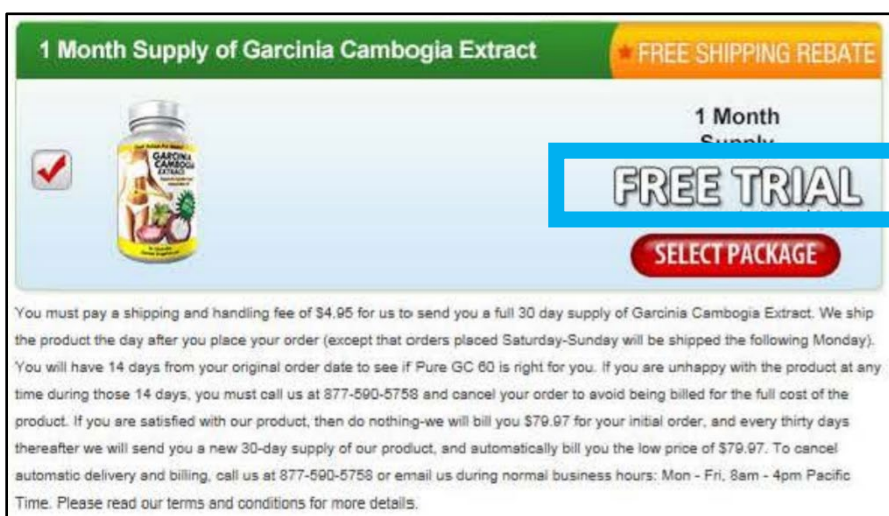 1 Month Supply of Garcinia Cambogia Extract
★ FREE SHIPPING REBATE
GARCINIA
CAMBOGIA
EXTRACT
1 Month
Supply
FREE TRIAL
SELECT PACKAGE
You must pay a shipping and handling fee of $4.95 for us to send you a full 30 day supply of Garcinia Cambogia Extract. We ship
the product the day after you place your order (except that orders placed Saturday-Sunday will be shipped the following Monday).
You will have 14 days from your original order date to see if Pure GC 60 is right for you. If you are unhappy with the product at any
time during those 14 days, you must call us at 877-590-5758 and cancel your order to avoid being billed for the full cost of the
product. If you are satisfied with our product, then do nothing-we will bill you $79.97 for your initial order, and every thirty days
thereafter we will send you a new 30-day supply of our product, and automatically bill you the low price of $79.97. To cancel
automatic delivery and billing, call us at 877-590-5758 or email us during normal business hours: Mon - Fri, 8am - 4pm Pacific
Time. Please read our terms and conditions for more details.